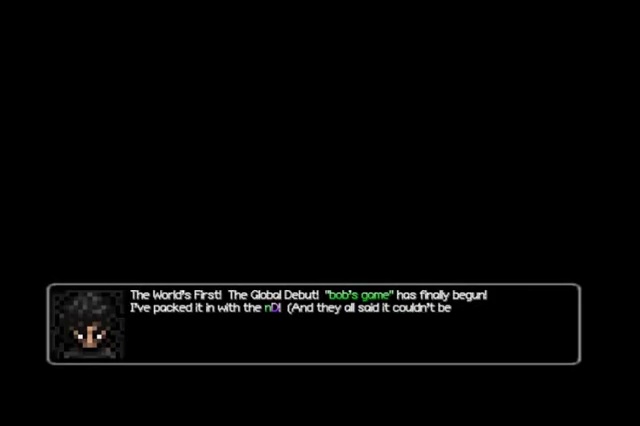 The World's First! The Global Debut! "bob's game" has finally begun!
I've packed it in with the nD! (And they all said it couldn't be